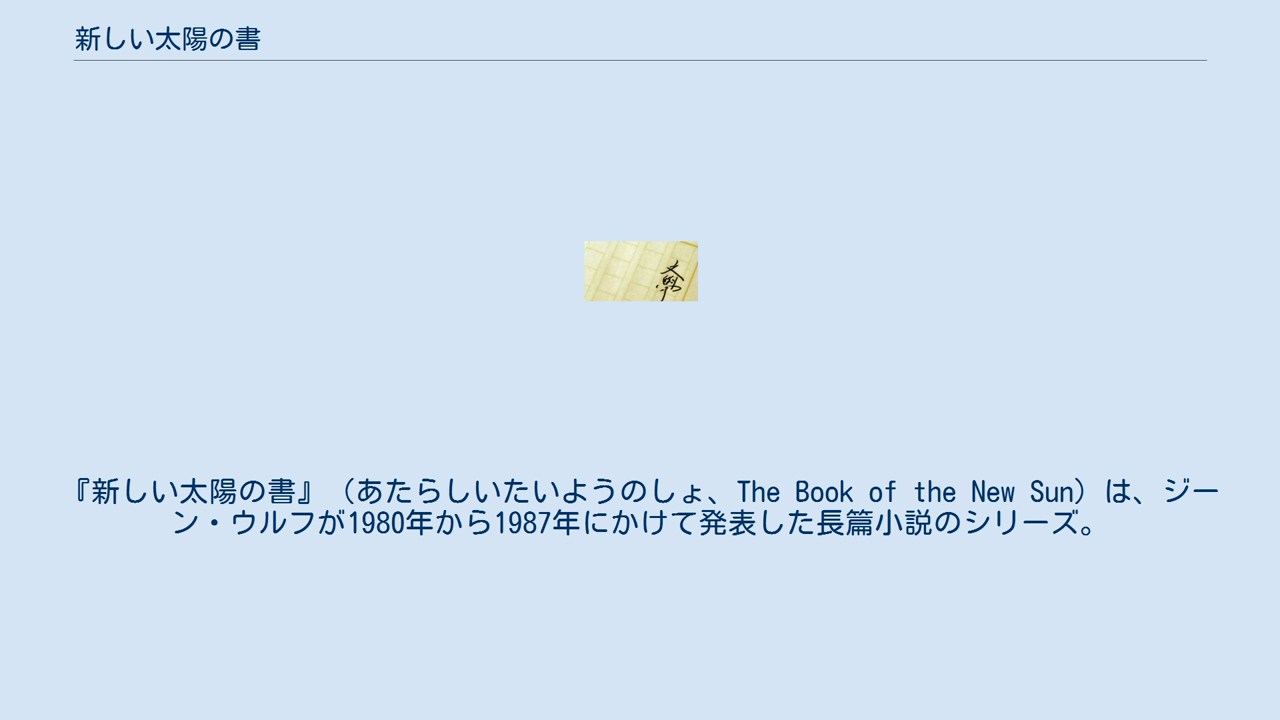 新しい太陽の書
『新しい太陽の書』（あたらしいたいようのしょ、The Book of the New Sun）は、ジー
ン・ウルフが1980年から1987年にかけて発表した長篇小説のシリーズ。